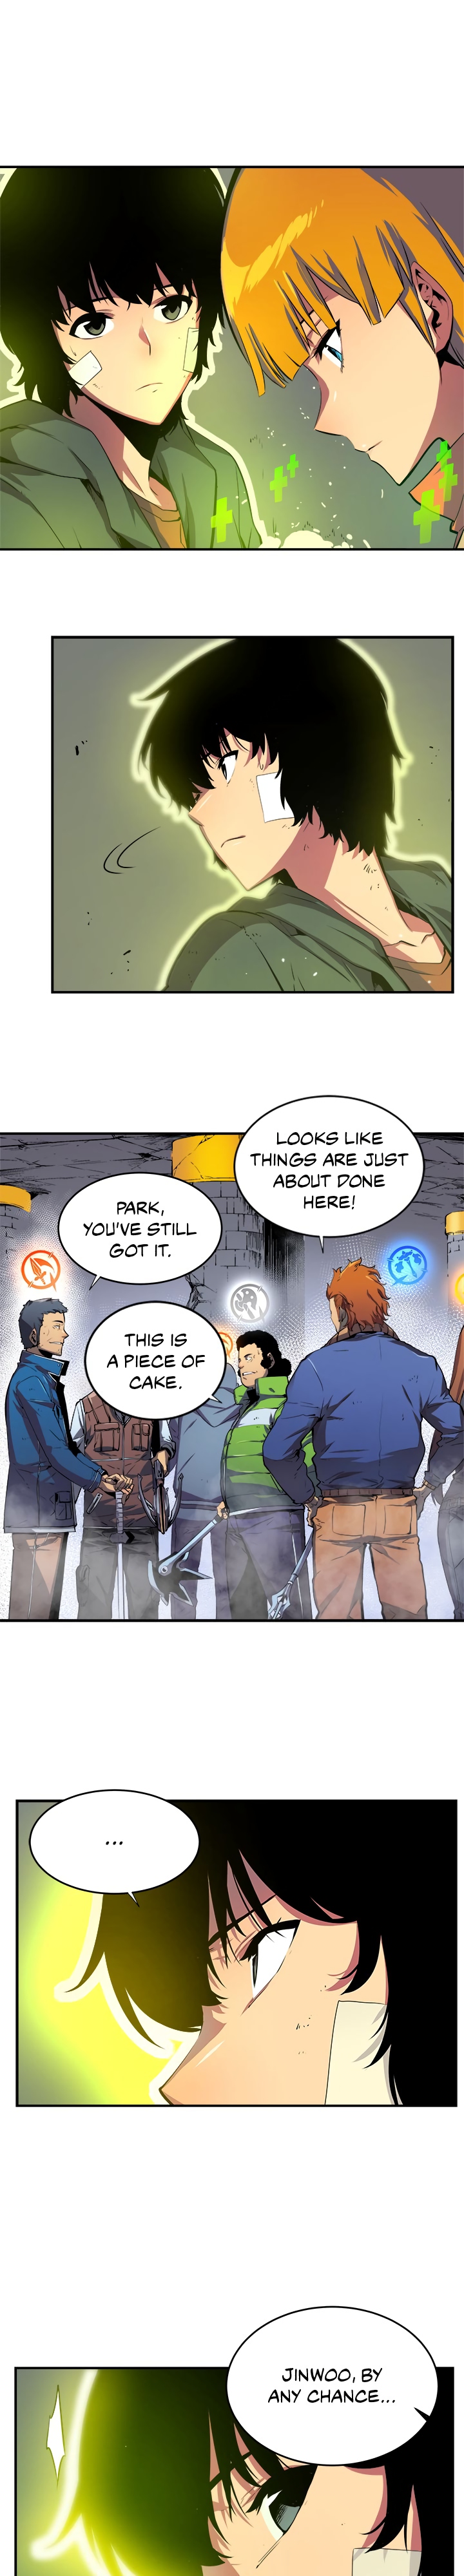 LOOKS LIKE
THINGS ARE JUST
ABOUT DONE
HERE!
PARK,
YOU'VE STILL
GOT IT.
THIS IS
A PIECE OF
CAKE.
...
JINWOO, BY
ANY CHANCE...